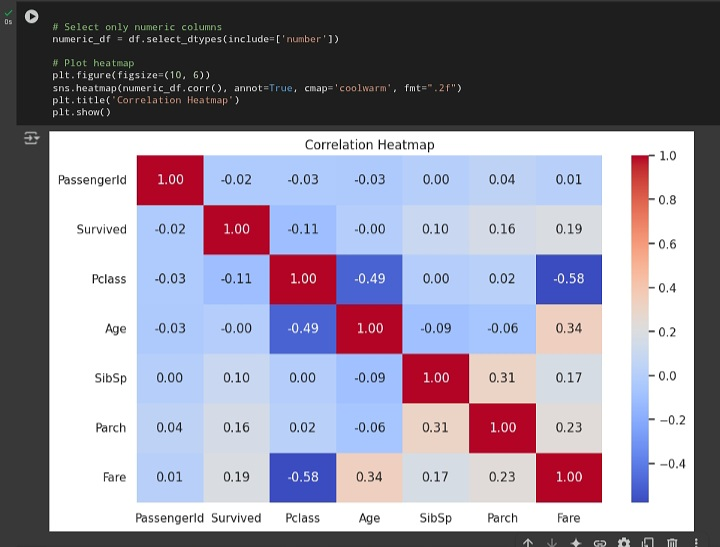 0s
# Select only numeric columns
numeric_df = df.select_dtypes(include=['number'])
# Plot heatmap
plt.figure(figsize=(10, 6))
sns.heatmap(numeric_df.corr(), annot=True, cmap='coolwarm', fmt=".2f")
plt.title('Correlation Heatmap')
plt.show()
Correlation Heatmap
PassengerId 1.00 -0.02 -0.03 -0.03 0.00 0.04 0.01
Survived -0.02 1.00 -0.11 -0.00 0.10 0.16 0.19
Pclass -0.03 -0.11 1.00 -0.49 0.00 0.02 -0.58
Age -0.03 -0.00 -0.49 1.00 -0.09 -0.06 0.34
SibSp 0.00 0.10 0.00 -0.09 1.00 0.31 0.17
Parch 0.04 0.16 0.02 -0.06 0.31 1.00 0.23
Fare 0.01 0.19 -0.58 0.34 0.17 0.23 1.00
PassengerId Survived Pclass Age SibSp Parch Fare
1.0
0.8
0.6
0.4
0.2
0.0
−0.2
−0.4